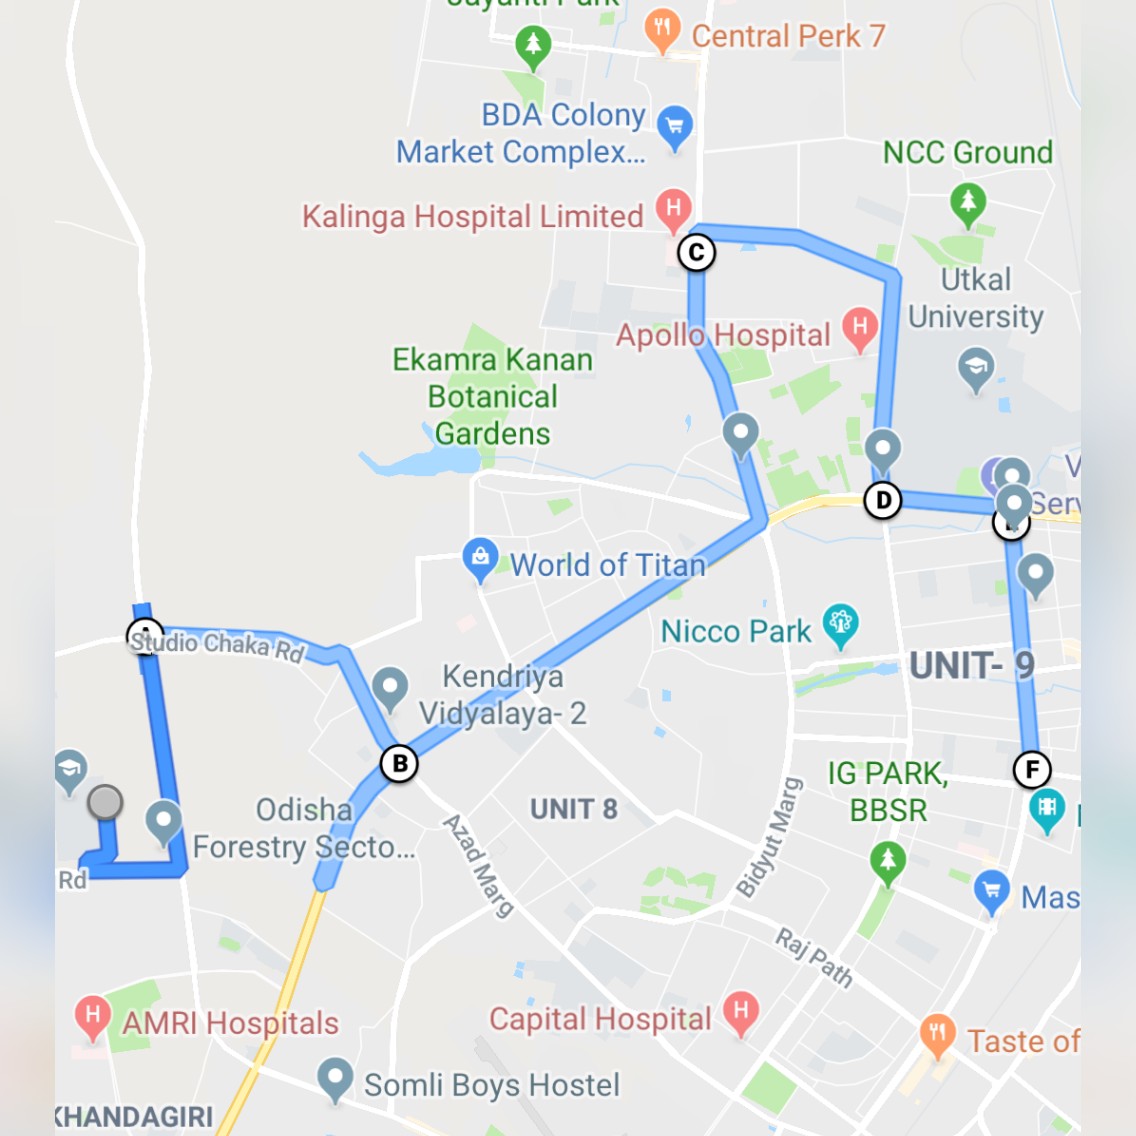 Jayanti Park
Central Perk 7
BDA Colony
Market Complex...
NCC Ground
Kalinga Hospital Limited
C
Utkal
University
Apollo Hospital
Ekamra Kanan
Botanical
Gardens
D
V
Serv
World of Titan
Nicco Park
A
Studio Chaka Rd
UNIT- 9
Kendriya
Vidyalaya- 2
B
F
IG PARK,
BBSR
Odisha
Forestry Secto...
UNIT 8
Azad Marg
Bidyut Marg
Rd
Mas
Raj Path
AMRI Hospitals
Capital Hospital
Taste of
Somli Boys Hostel
KHANDAGIRI